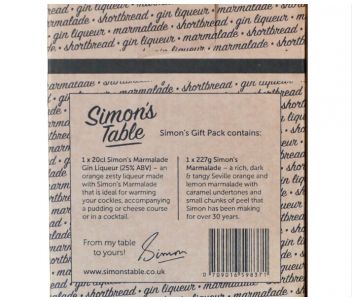 gin liqueur • marmalade • shortbread
Simon's
Table
Simon's Gift Pack contains:
1 x 20cl Simon's Marmalade
Gin Liqueur (25% ABV) – an
orange zesty liqueur made
with Simon's Marmalade
that is ideal for warming
your cockles, accompanying
a pudding or cheese course
or in a cocktail.
1 x 227g Simon's
Marmalade – a rich, dark
& tangy Seville orange and
lemon marmalade with
caramel undertones and
small chunks of peel that
Simon has been making
for over 30 years.
From my table
to yours!
Simon
www.simonstable.co.uk
0 709016 598371